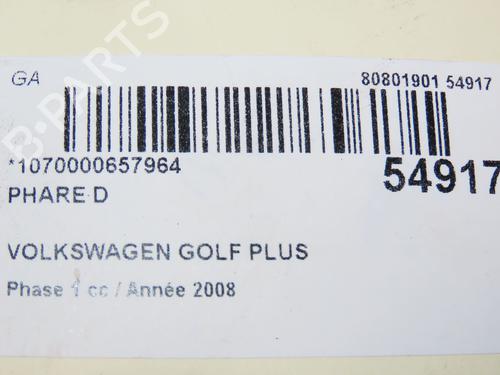 GA
80801901 54917
*1070000657964
54917
PHARE D
VOLKSWAGEN GOLF PLUS
Phase 1 cc / Année 2008
B-PARTS